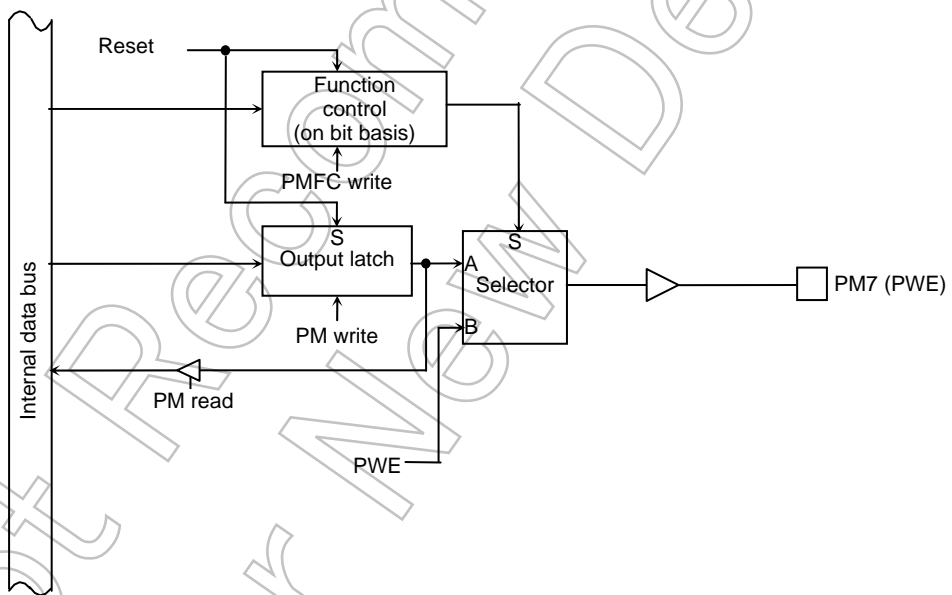 Reset
Function
control
(on bit basis)
PMFC write
S
Output latch
PM write
S
A
Selector
B
PM7 (PWE)
Internal data bus
PM read
PWE